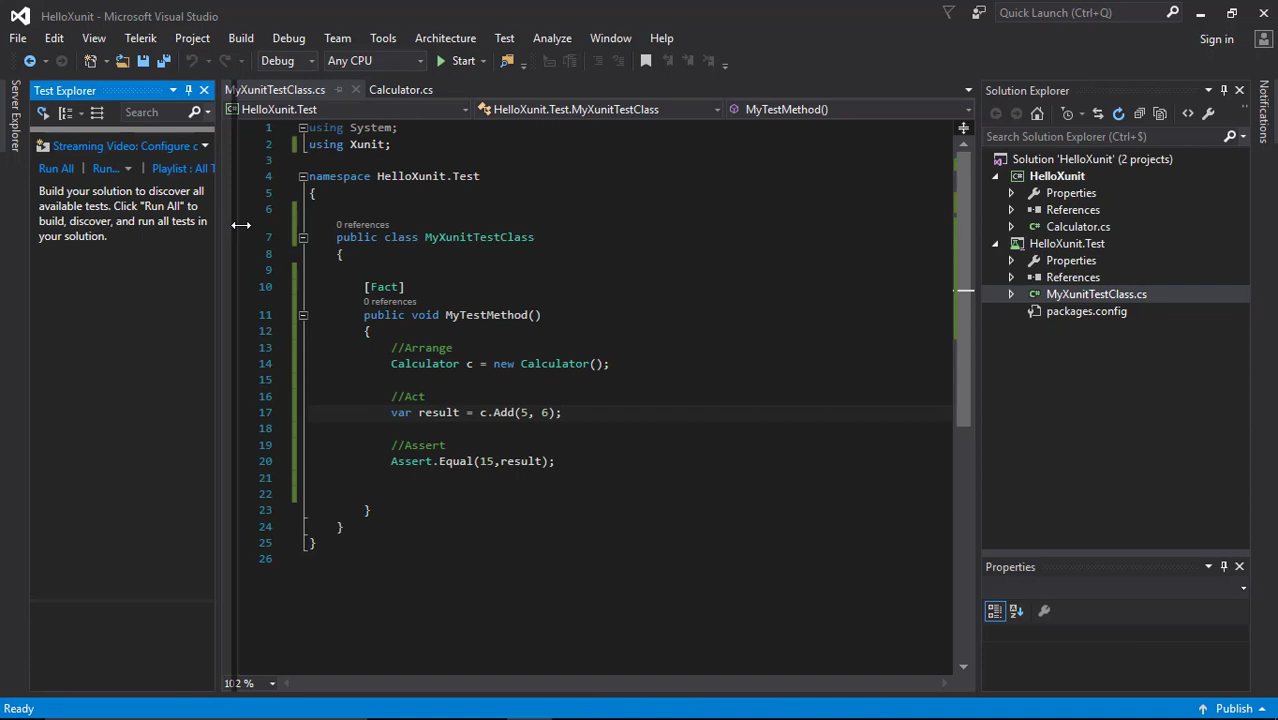 HelloXunit - Microsoft Visual Studio
Quick Launch (Ctrl+Q)
File Edit View Telerik Project Build Debug Team Tools Architecture Test Analyze Window Help
Sign in
Debug Any CPU Start
Server Explorer
Test Explorer
Search
Streaming Video: Configure c
Run All Run... Playlist : All T
Build your solution to discover all
available tests. Click "Run All" to
build, discover, and run all tests in
your solution.
MyXunitTestClass.cs Calculator.cs
HelloXunit.Test HelloXunit.Test.MyXunitTestClass MyTestMethod()
1 using System;
2 using Xunit;
3
4 namespace HelloXunit.Test
5 {
6
0 references
7 public class MyXunitTestClass
8 {
9
10 [Fact]
0 references
11 public void MyTestMethod()
12 {
13 //Arrange
14 Calculator c = new Calculator();
15
16 //Act
17 var result = c.Add(5, 6);
18
19 //Assert
20 Assert.Equal(15,result);
21
22
23 }
24 }
25 }
26
102 %
Solution Explorer
Search Solution Explorer (Ctrl+$)
Solution 'HelloXunit' (2 projects)
HelloXunit
Properties
References
Calculator.cs
HelloXunit.Test
Properties
References
MyXunitTestClass.cs
packages.config
Properties
Notifications
Ready
Publish